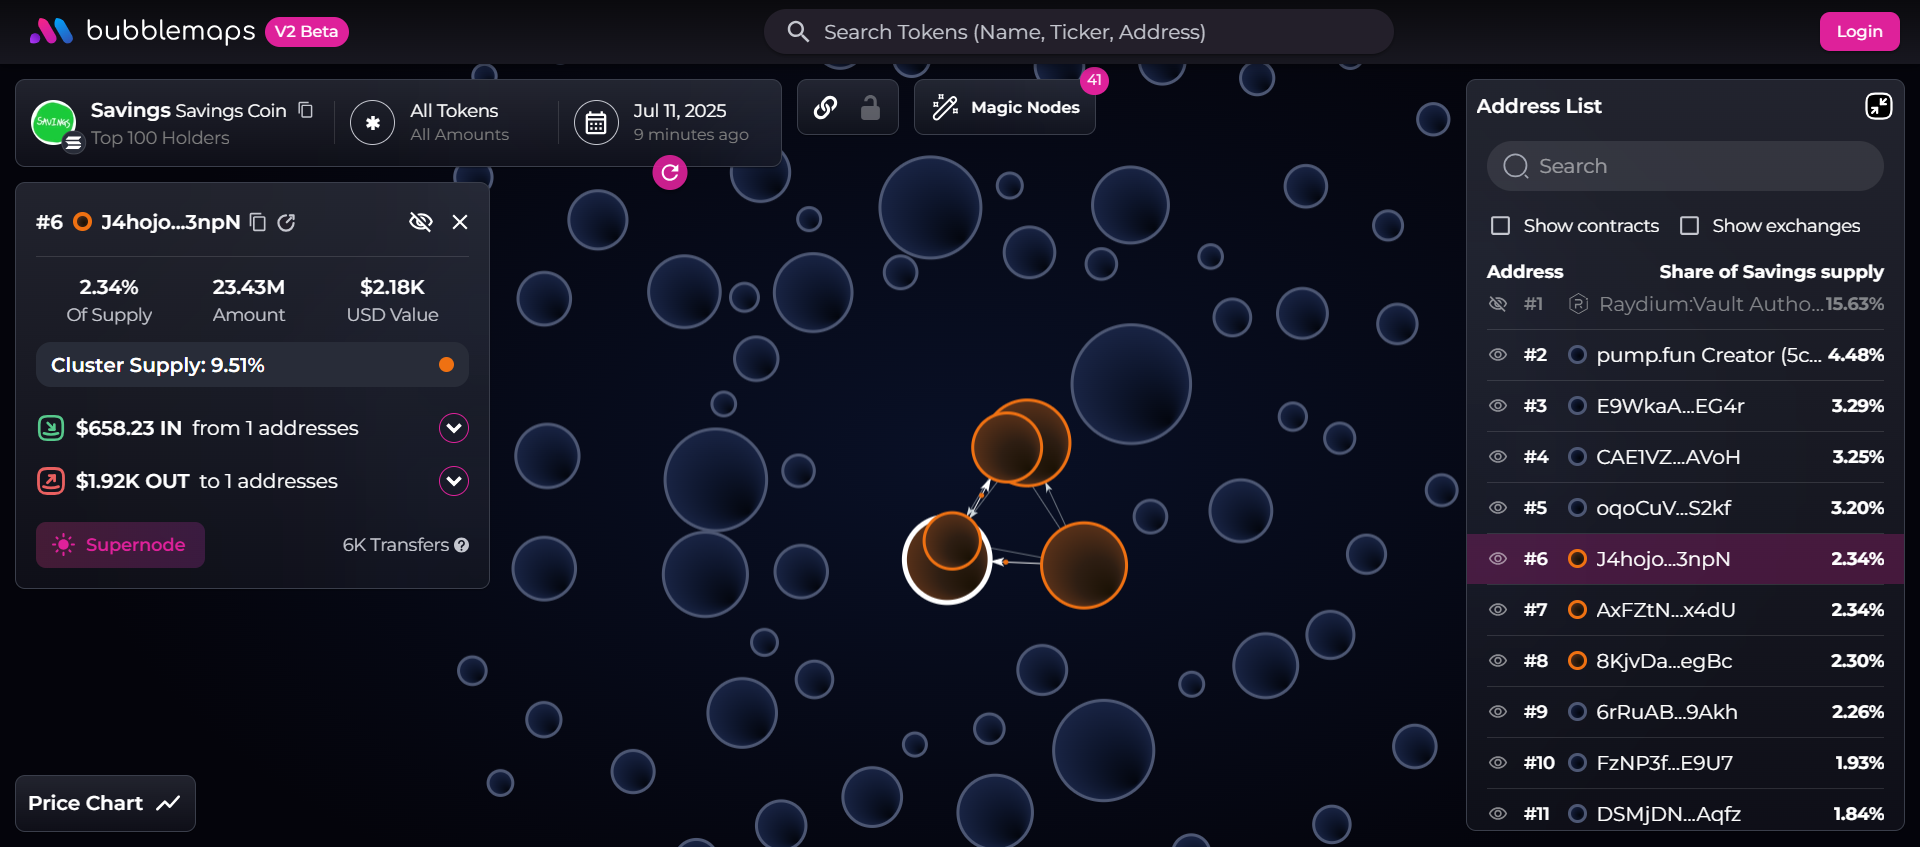 bubblemaps V2 Beta
Search Tokens (Name, Ticker, Address)
Login
SAVINGS
Savings Savings Coin
Top 100 Holders
All Tokens
All Amounts
Jul 11, 2025
9 minutes ago
Magic Nodes
41
#6 J4hojo...3npN
2.34%
Of Supply
23.43M
Amount
$2.18K
USD Value
Cluster Supply: 9.51%
$658.23 IN from 1 addresses
$1.92K OUT to 1 addresses
Supernode
6K Transfers ?
Price Chart
Address List
Search
Show contracts
Show exchanges
Address Share of Savings supply
#1 Raydium:Vault Autho... 15.63%
#2 pump.fun Creator (5c... 4.48%
#3 E9WkaA...EG4r 3.29%
#4 CAE1VZ...AVoH 3.25%
#5 oqoCuV...S2kf 3.20%
#6 J4hojo...3npN 2.34%
#7 AxFZtN...x4dU 2.34%
#8 8KjvDa...egBc 2.30%
#9 6rRuAB...9Akh 2.26%
#10 FzNP3f...E9U7 1.93%
#11 DSMjDN...Aqfz 1.84%